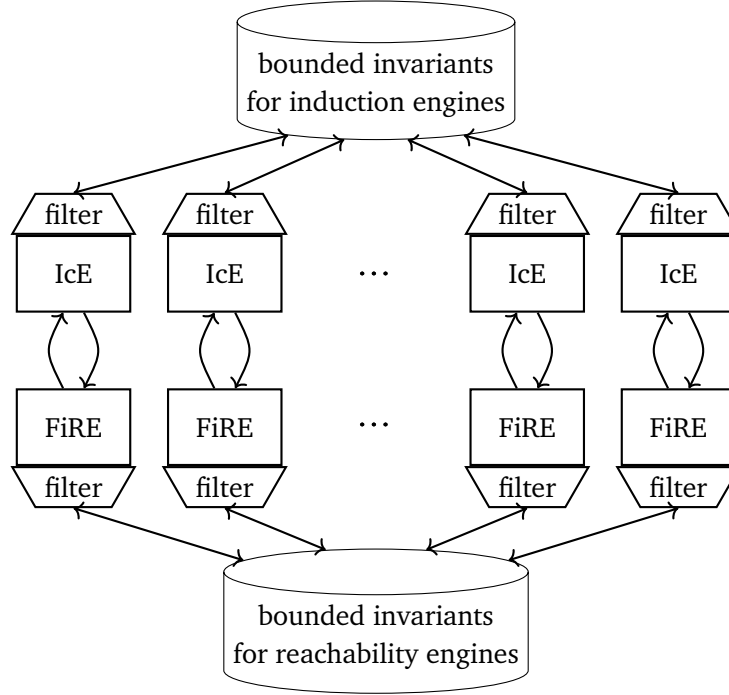 bounded invariants
for induction engines
filter filter filter filter
IcE IcE ... IcE IcE
FiRE FiRE ... FiRE FiRE
filter filter filter filter
bounded invariants
for reachability engines